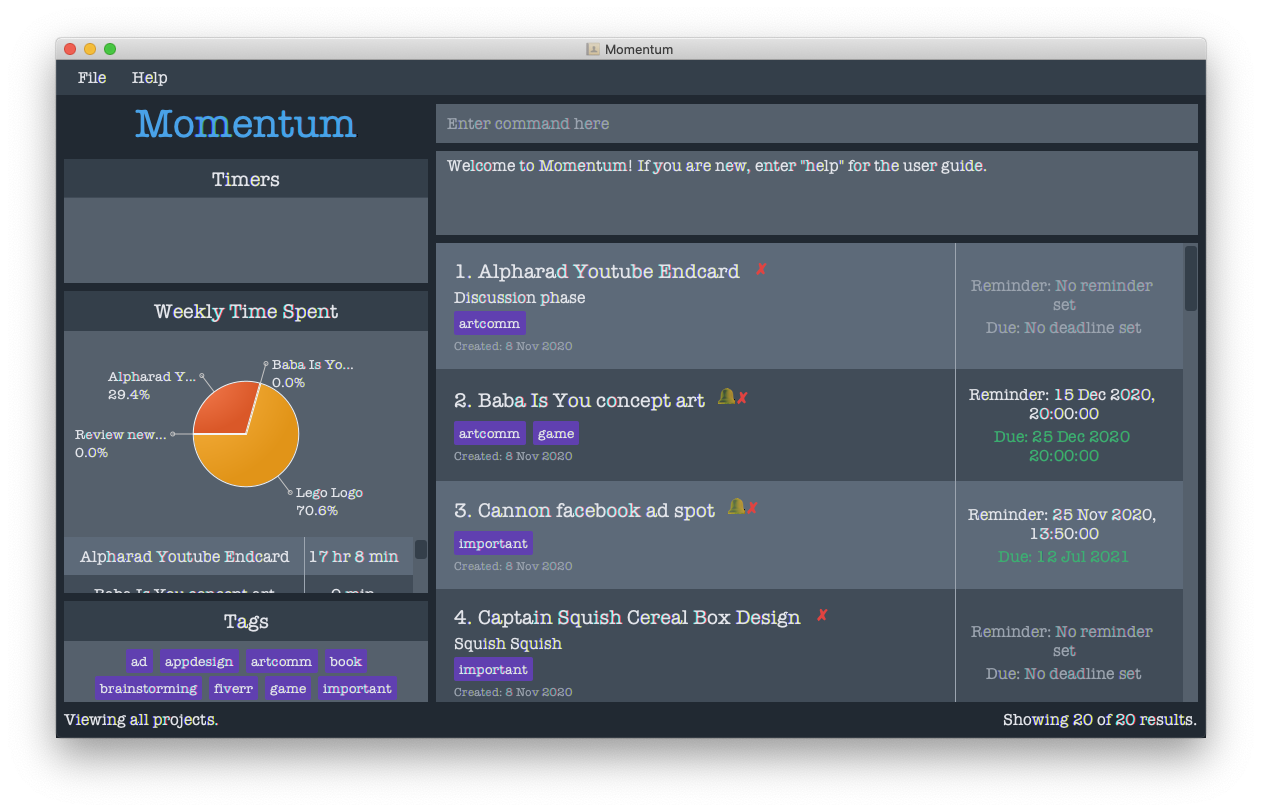 Momentum
File Help
Momentum
Timers
Weekly Time Spent
Alpharad Y...
29.4%
Baba Is Yo...
0.0%
Review new...
0.0%
Lego Logo
70.6%
Alpharad Youtube Endcard 17 hr 8 min
Baba Is You concept art 0 min
Tags
ad appdesign artcomm book
brainstorming fiverr game important
Viewing all projects.
Enter command here
Welcome to Momentum! If you are new, enter "help" for the user guide.
1. Alpharad Youtube Endcard ✘
Discussion phase
artcomm
Created: 8 Nov 2020
Reminder: No reminder
set
Due: No deadline set
2. Baba Is You concept art ✘
artcomm game
Created: 8 Nov 2020
Reminder: 15 Dec 2020,
20:00:00
Due: 25 Dec 2020
20:00:00
3. Cannon facebook ad spot ✘
important
Created: 8 Nov 2020
Reminder: 25 Nov 2020,
13:50:00
Due: 12 Jul 2021
4. Captain Squish Cereal Box Design ✘
Squish Squish
important
Created: 8 Nov 2020
Reminder: No reminder
set
Due: No deadline set
Showing 20 of 20 results.